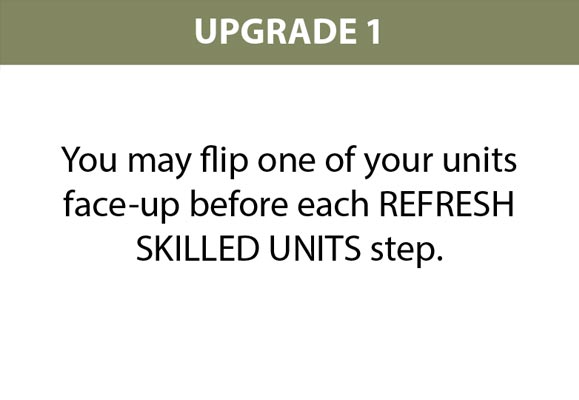 UPGRADE 1
You may flip one of your units
face-up before each REFRESH
SKILLED UNITS step.